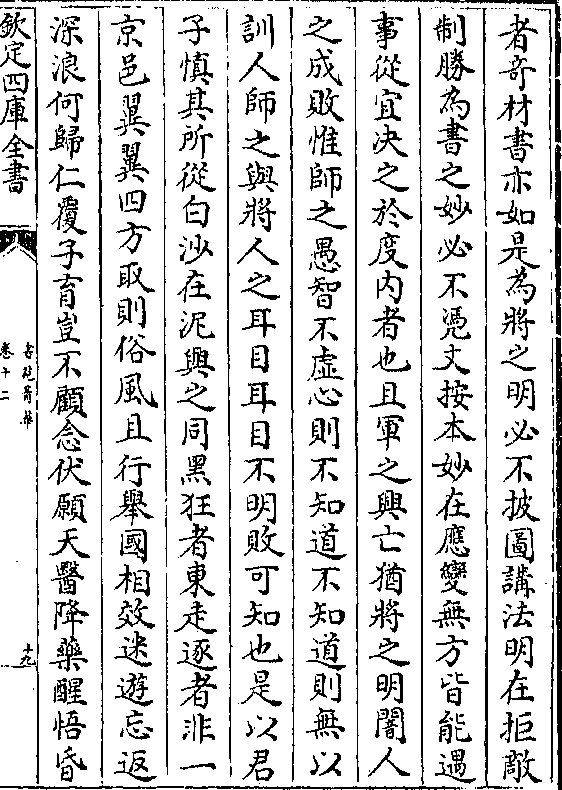 者奇材書亦如是為將之明必不披圖講法明在拒敵
制勝為書之妙必不憑文按本妙在應變無方皆能遇
事從宜决之於度内者也且軍之興亡猶將之明闇人
之成敗惟師之愚智不虚心則不知道不知道則無以
訓人師之與將人之耳目耳目不明敗可知也是以君
子慎其所從白沙在泥與之同黑狂者東走逐者非一
京邑翼翼四方取則俗風且行舉國相效迷遊忘返
深浪何歸仁覆子育豈不顧念伏願天醫降藥醒悟昏
欽定四庫全書
書苑菁華
卷十二
十九